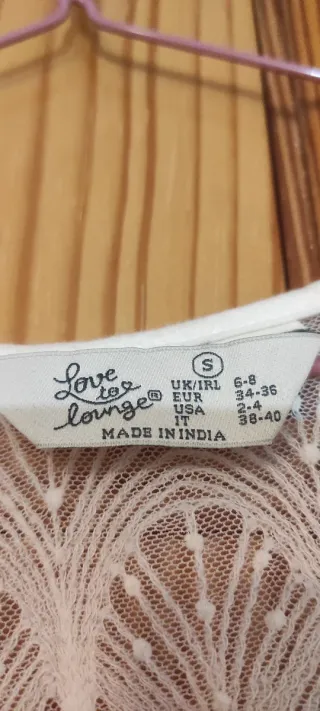 Love
to
lounge®
S
UK/IRL 6-8
EUR 34-36
USA 2-4
IT 38-40
MADE IN INDIA